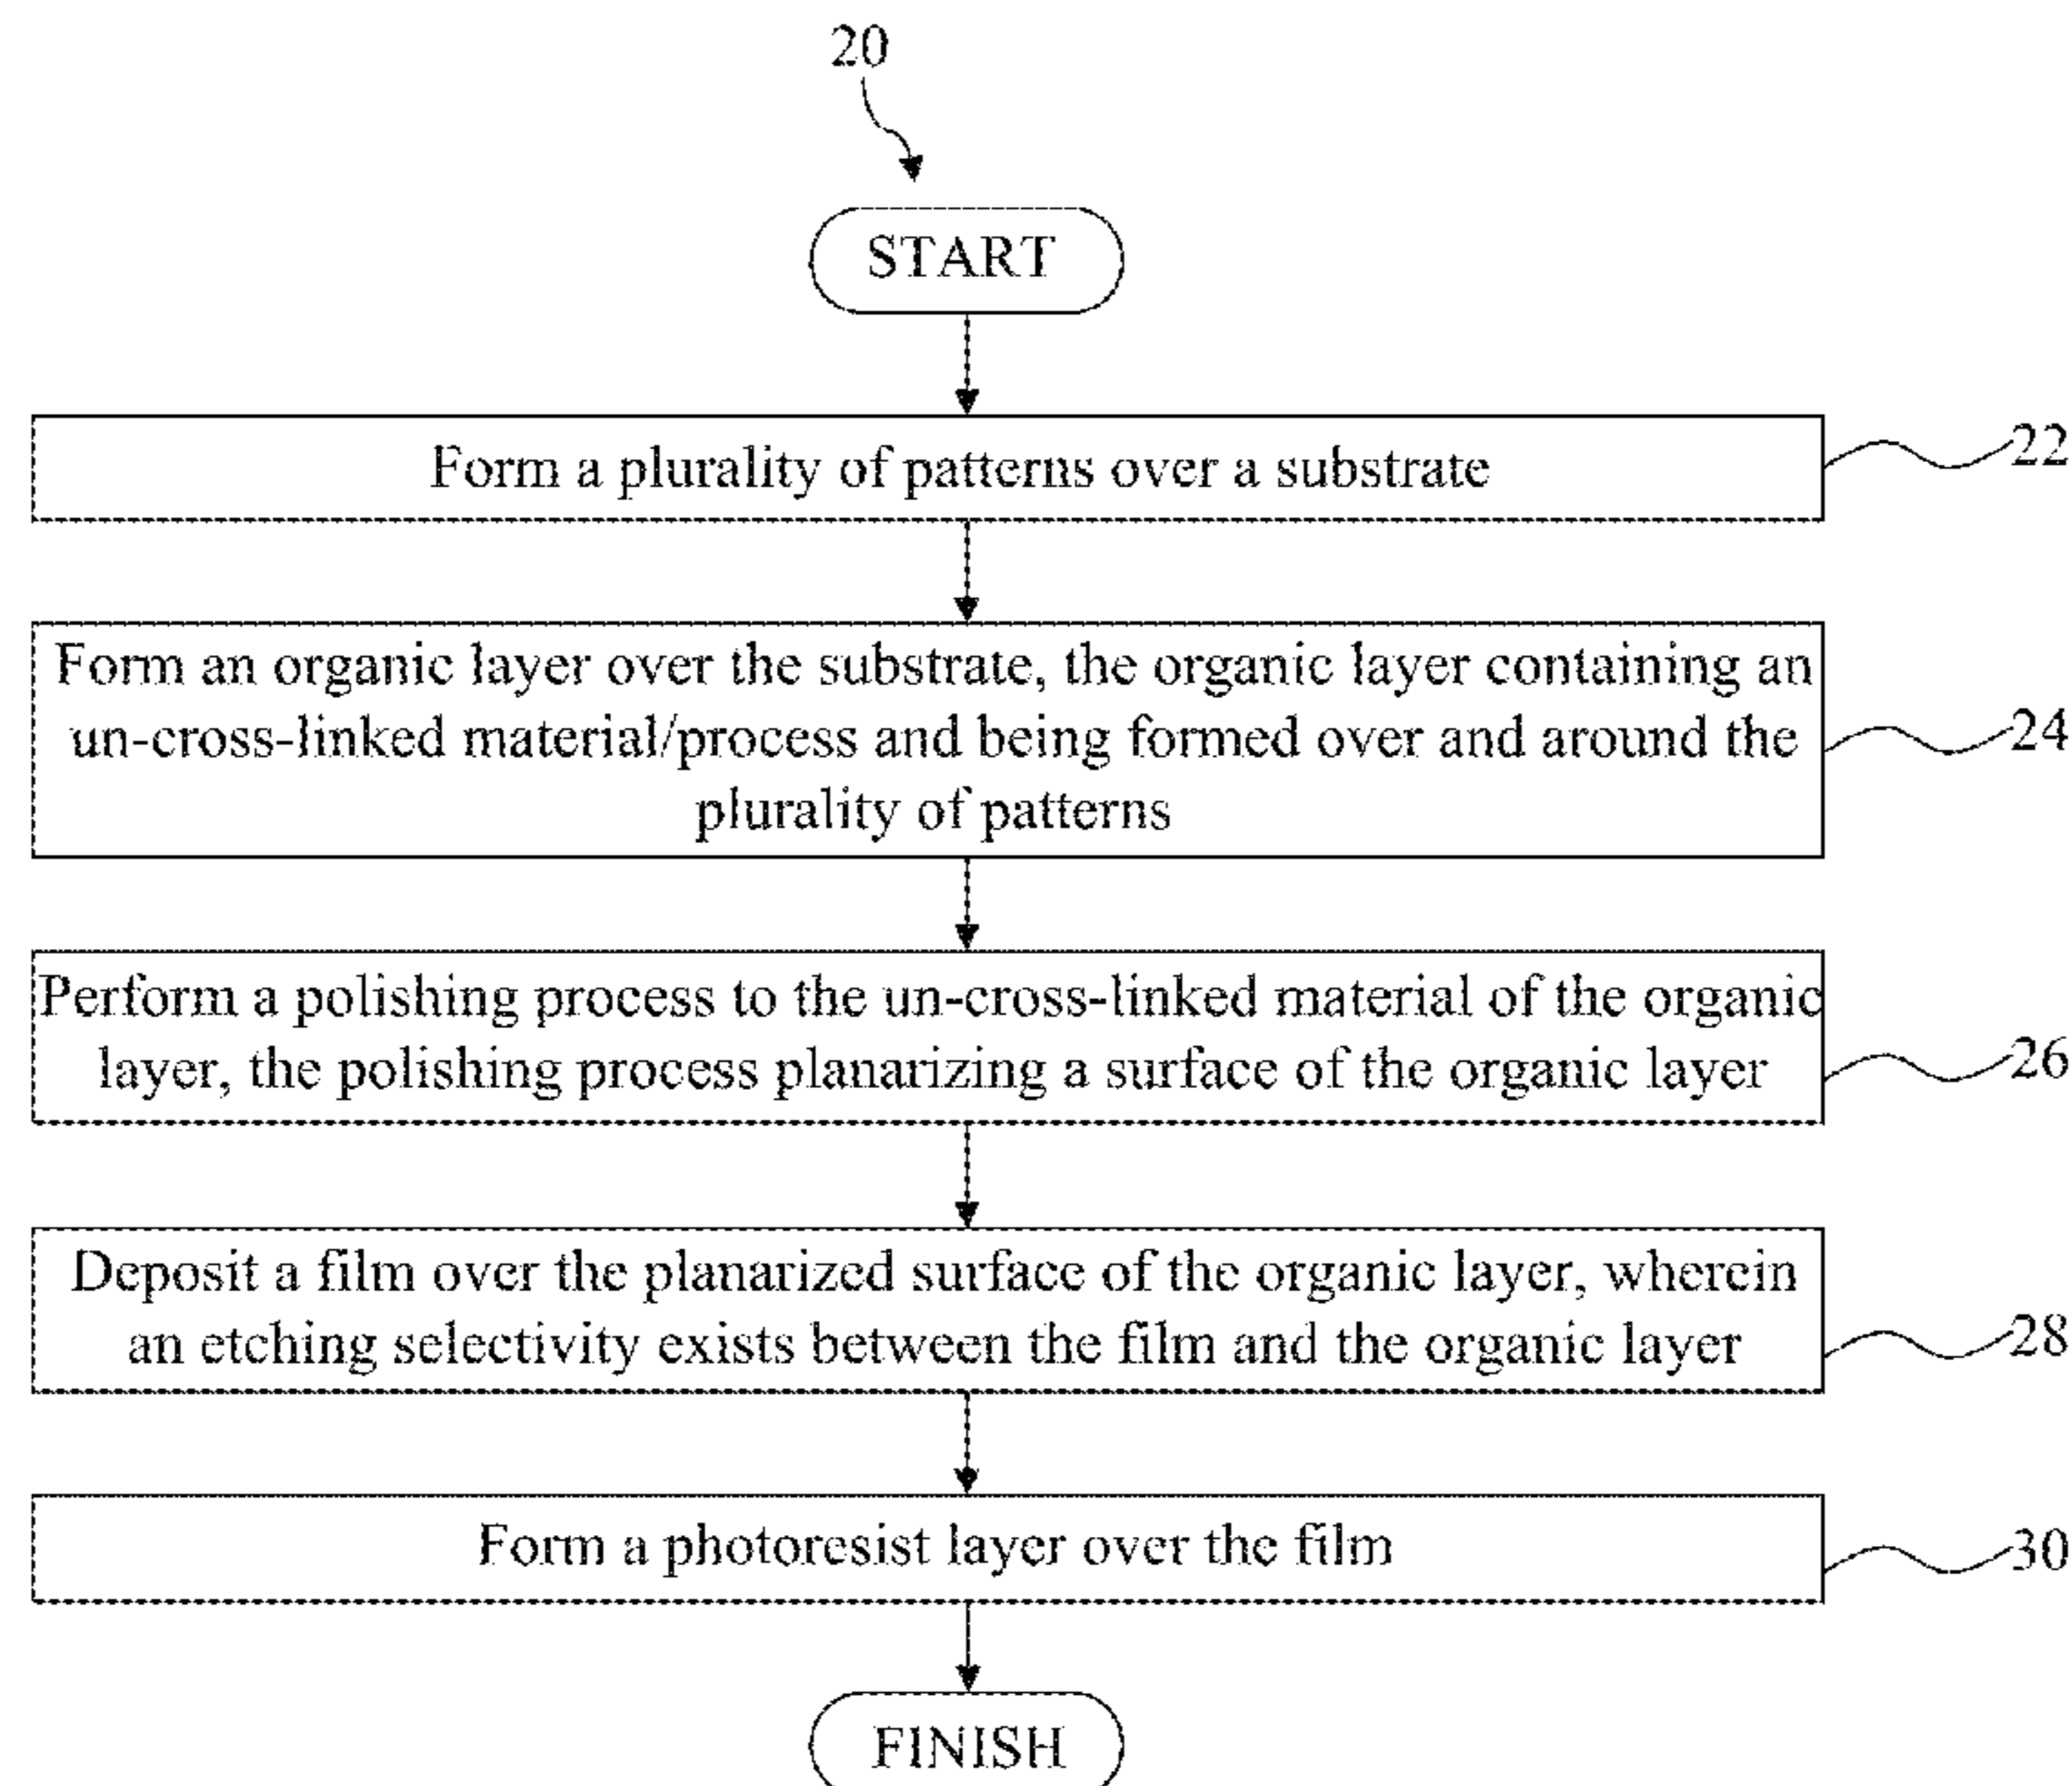 20
START
Form a plurality of patterns over a substrate
22
Form an organic layer over the substrate, the organic layer containing an
un-cross-linked material/process and being formed over and around the
plurality of patterns
24
Perform a polishing process to the un-cross-linked material of the organic
layer, the polishing process planarizing a surface of the organic layer
26
Deposit a film over the planarized surface of the organic layer, wherein
an etching selectivity exists between the film and the organic layer
28
Form a photoresist layer over the film
30
FINISH